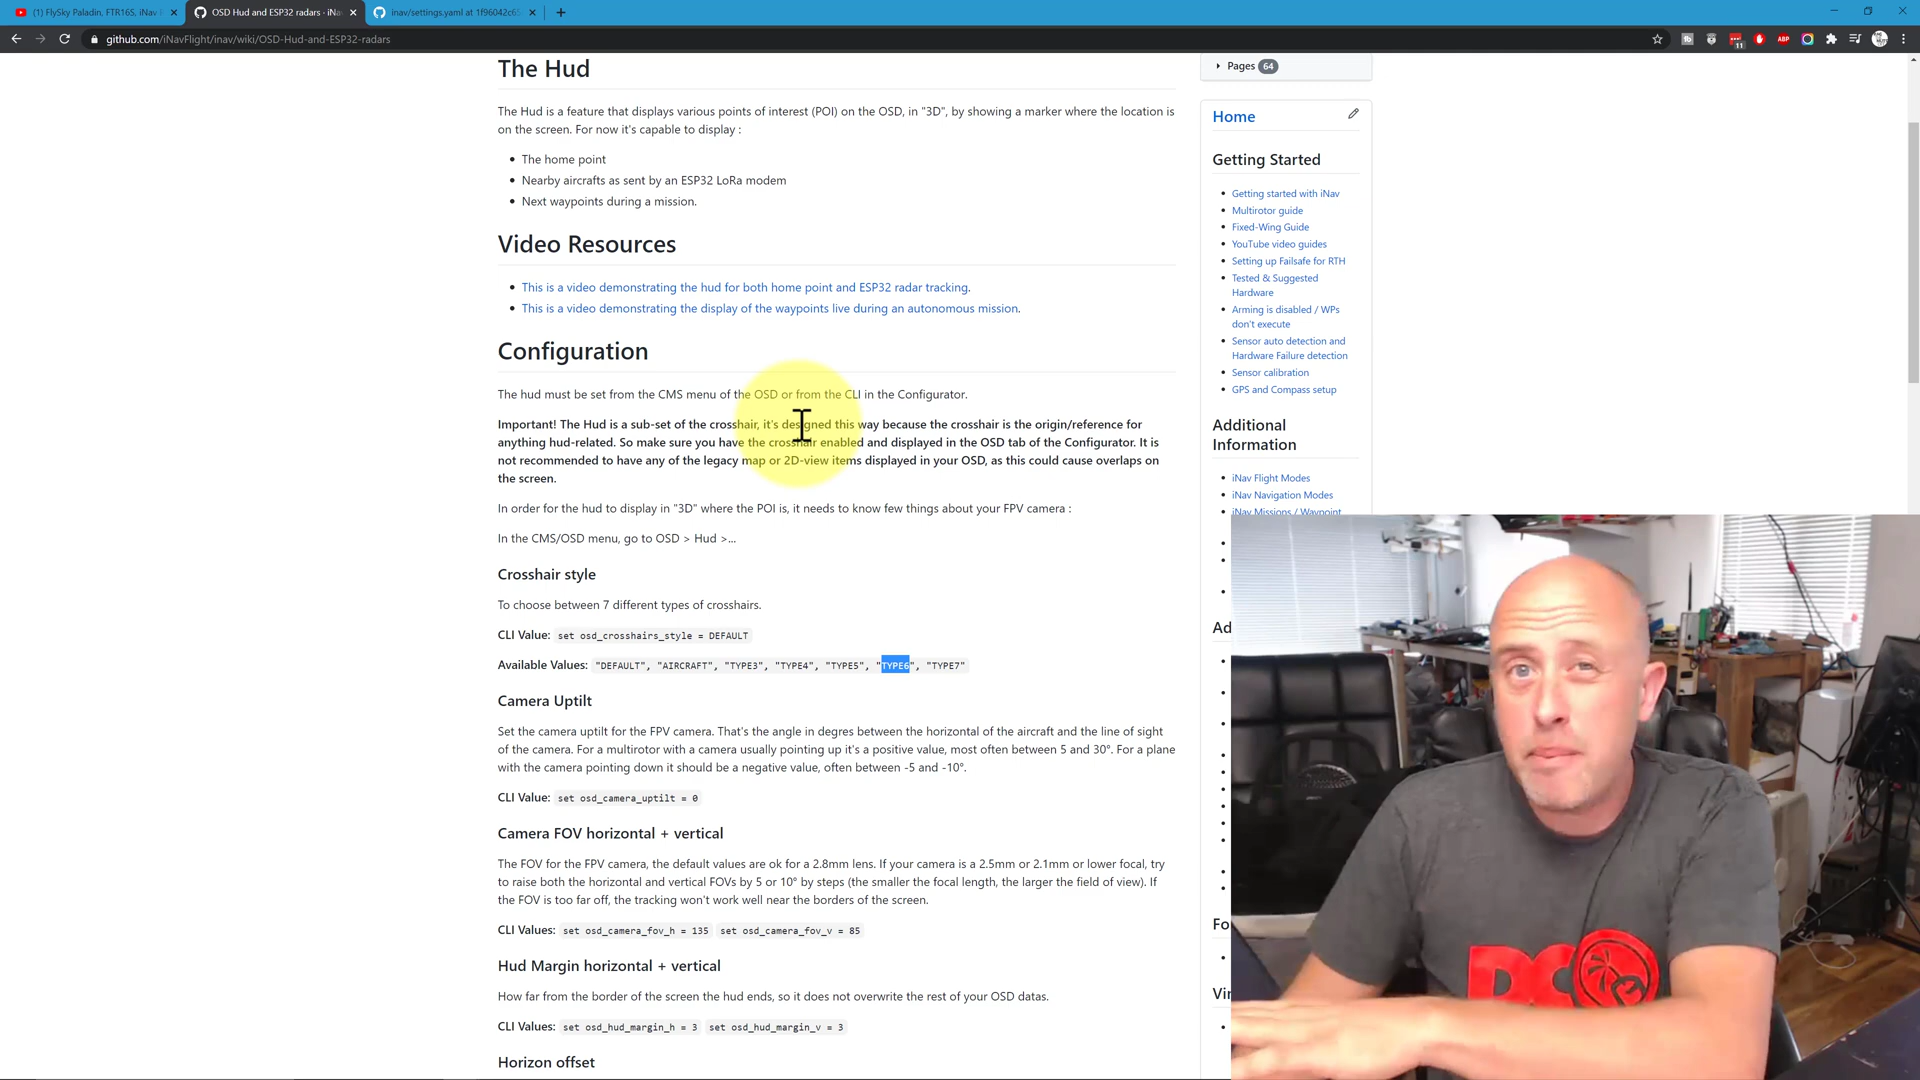 (1) FlySky Paladin, FTR16S, iNav
OSD Hud and ESP32 radars · iNa
inav/settings.yaml at 1f96042c65
github.com/iNavFlight/inav/wiki/OSD-Hud-and-ESP32-radars
11
ABP
The Hud
The Hud is a feature that displays various points of interest (POI) on the OSD, in "3D", by showing a marker where the location is
on the screen. For now it's capable to display :
The home point
Nearby aircrafts as sent by an ESP32 LoRa modem
Next waypoints during a mission.
Video Resources
This is a video demonstrating the hud for both home point and ESP32 radar tracking.
This is a video demonstrating the display of the waypoints live during an autonomous mission.
Configuration
The hud must be set from the CMS menu of the OSD or from the CLI in the Configurator.
Important! The Hud is a sub-set of the crosshair, it's designed this way because the crosshair is the origin/reference for
anything hud-related. So make sure you have the crosshair enabled and displayed in the OSD tab of the Configurator. It is
not recommended to have any of the legacy map or 2D-view items displayed in your OSD, as this could cause overlaps on
the screen.
In order for the hud to display in "3D" where the POI is, it needs to know few things about your FPV camera :
In the CMS/OSD menu, go to OSD > Hud >...
Crosshair style
To choose between 7 different types of crosshairs.
CLI Value: set osd_crosshairs_style = DEFAULT
Available Values: "DEFAULT", "AIRCRAFT", "TYPE3", "TYPE4", "TYPE5", "TYPE6", "TYPE7"
Camera Uptilt
Set the camera uptilt for the FPV camera. That's the angle in degres between the horizontal of the aircraft and the line of sight
of the camera. For a multirotor with a camera usually pointing up it's a positive value, most often between 5 and 30°. For a plane
with the camera pointing down it should be a negative value, often between -5 and -10°.
CLI Value: set osd_camera_uptilt = 0
Camera FOV horizontal + vertical
The FOV for the FPV camera, the default values are ok for a 2.8mm lens. If your camera is a 2.5mm or 2.1mm or lower focal, try
to raise both the horizontal and vertical FOVs by 5 or 10° by steps (the smaller the focal length, the larger the field of view). If
the FOV is too far off, the tracking won't work well near the borders of the screen.
CLI Values: set osd_camera_fov_h = 135 set osd_camera_fov_v = 85
Hud Margin horizontal + vertical
How far from the border of the screen the hud ends, so it does not overwrite the rest of your OSD datas.
CLI Values: set osd_hud_margin_h = 3 set osd_hud_margin_v = 3
Horizon offset
Pages 64
Home
Getting Started
Getting started with iNav
Multirotor guide
Fixed-Wing Guide
YouTube video guides
Setting up Failsafe for RTH
Tested & Suggested
Hardware
Arming is disabled / WPs
don't execute
Sensor auto detection and
Hardware Failure detection
Sensor calibration
GPS and Compass setup
Additional
Information
iNav Flight Modes
iNav Navigation Modes
iNav Missions / Waypoint
Ad
Fo
Vir